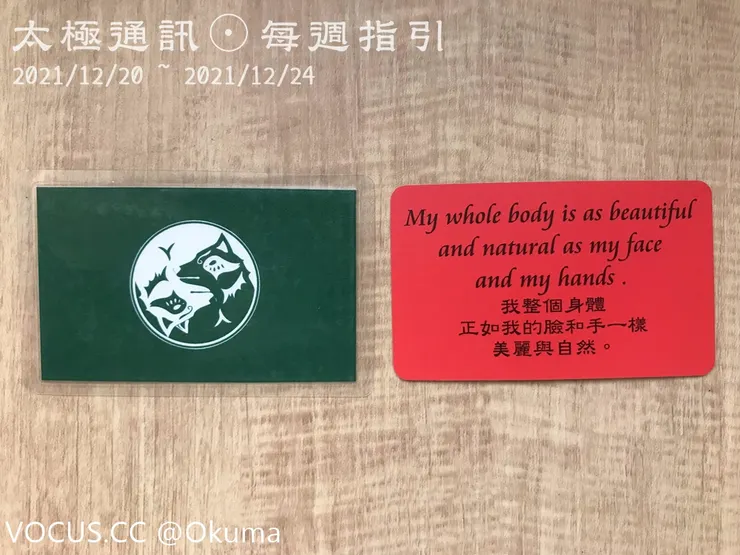 太極通訊☉每週指引
2021/12/20 ~ 2021/12/24
My whole body is as beautiful
and natural as my face
and my hands .
我整個身體
正如我的臉和手一樣
美麗與自然。
VOCUS.CC @Okuma